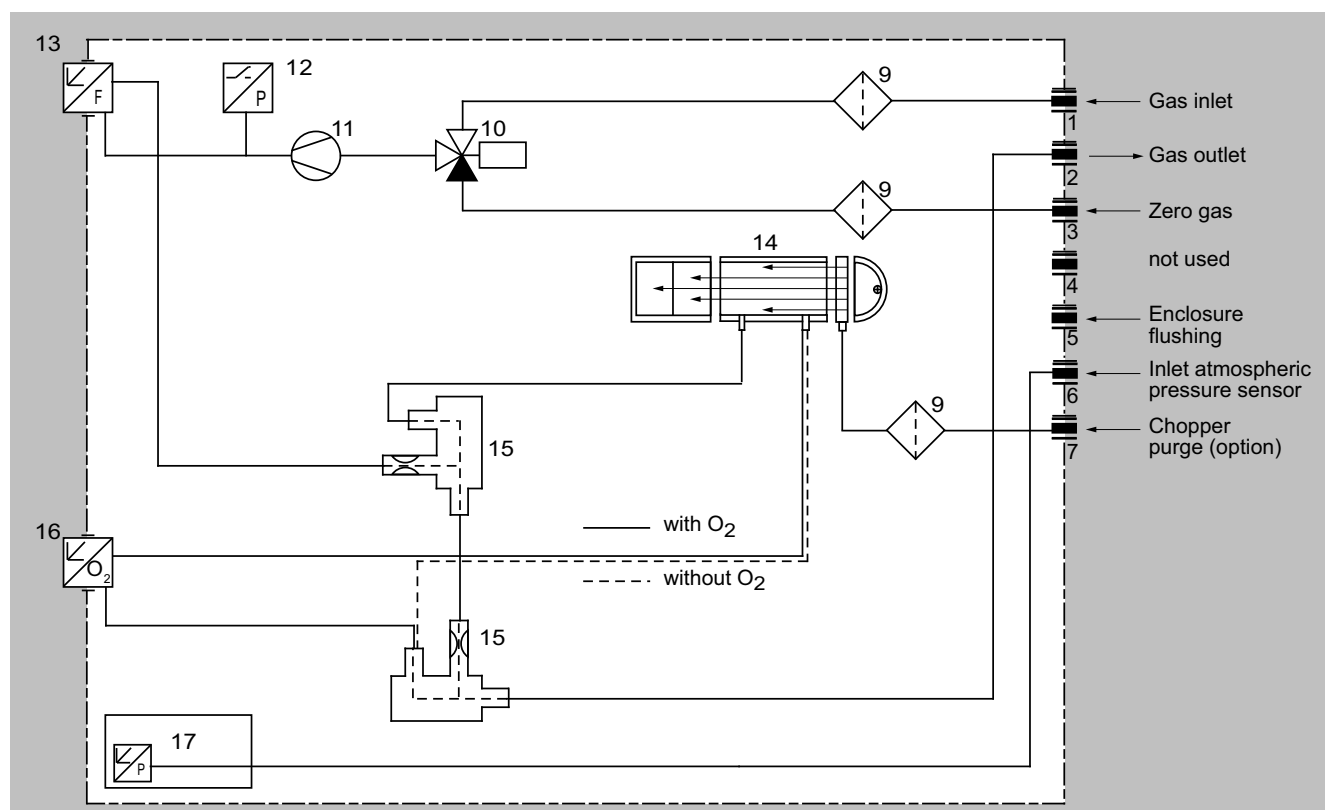 13
F
12
P
11
10
9
1
Gas inlet
2
Gas outlet
9
3
Zero gas
14
4
not used
5
Enclosure
flushing
6
Inlet atmospheric
pressure sensor
9
7
Chopper
purge (option)
15
16
O2
with O2
without O2
15
17
P